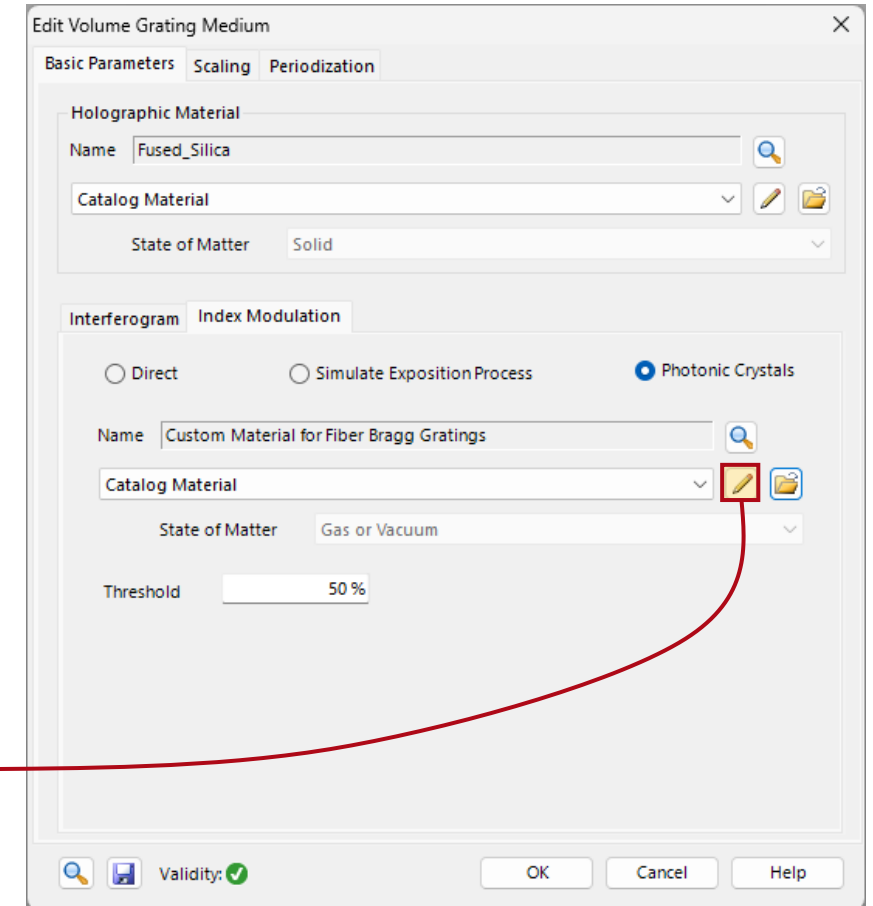 Edit Volume Grating Medium
Basic Parameters Scaling Periodization
Holographic Material
Name Fused_Silica
Catalog Material
State of Matter Solid
Interferogram Index Modulation
Direct Simulate Exposition Process Photonic Crystals
Name Custom Material for Fiber Bragg Gratings
Catalog Material
State of Matter Gas or Vacuum
Threshold 50 %
Validity: OK Cancel Help